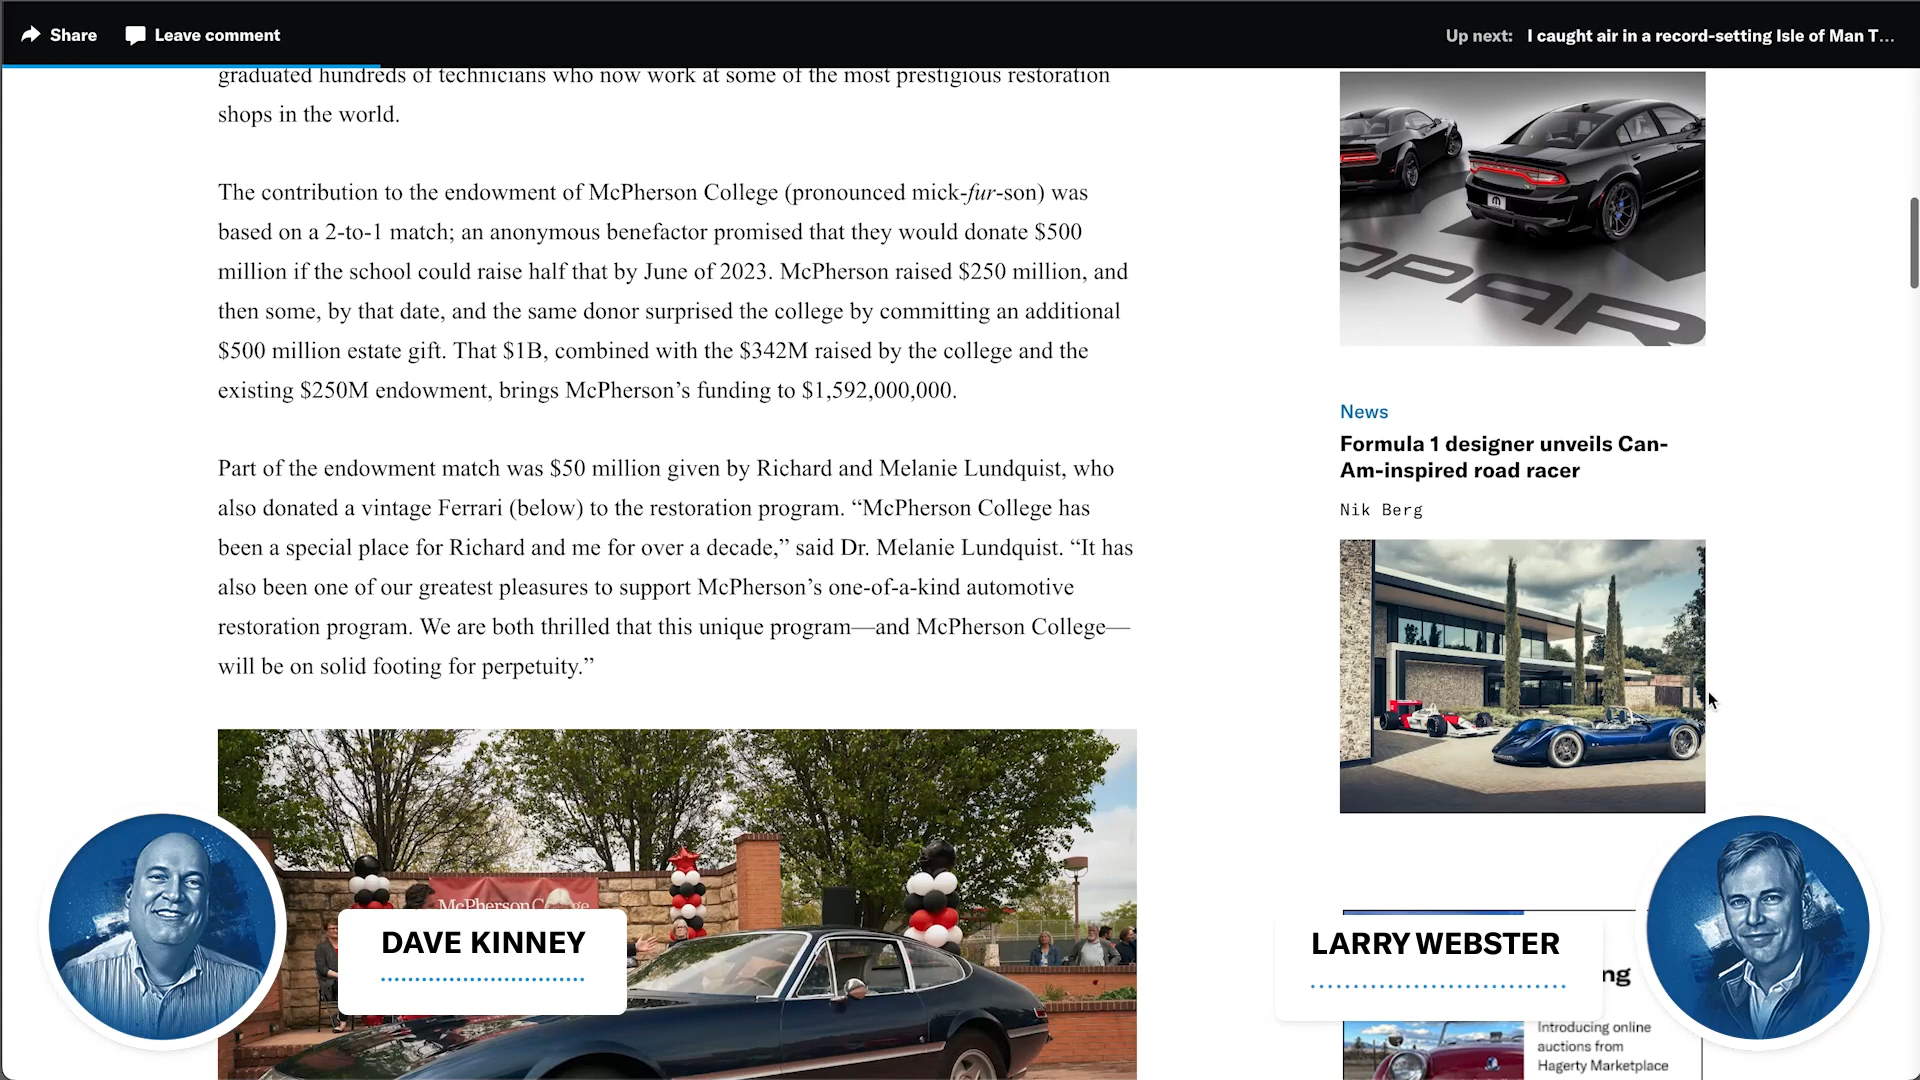 Share
Leave comment
Up next: I caught air in a record-setting Isle of Man T...
graduated hundreds of technicians who now work at some of the most prestigious restoration
shops in the world.
The contribution to the endowment of McPherson College (pronounced mick-fur-son) was
based on a 2-to-1 match; an anonymous benefactor promised that they would donate $500
million if the school could raise half that by June of 2023. McPherson raised $250 million, and
then some, by that date, and the same donor surprised the college by committing an additional
$500 million estate gift. That $1B, combined with the $342M raised by the college and the
existing $250M endowment, brings McPherson’s funding to $1,592,000,000.
Part of the endowment match was $50 million given by Richard and Melanie Lundquist, who
also donated a vintage Ferrari (below) to the restoration program. “McPherson College has
been a special place for Richard and me for over a decade,” said Dr. Melanie Lundquist. “It has
also been one of our greatest pleasures to support McPherson’s one-of-a-kind automotive
restoration program. We are both thrilled that this unique program—and McPherson College—
will be on solid footing for perpetuity.”
McPherson College
DAVE KINNEY
OPAR
News
Formula 1 designer unveils Can-
Am-inspired road racer
Nik Berg
LARRY WEBSTER
ng
Introducing online
auctions from
Hagerty Marketplace